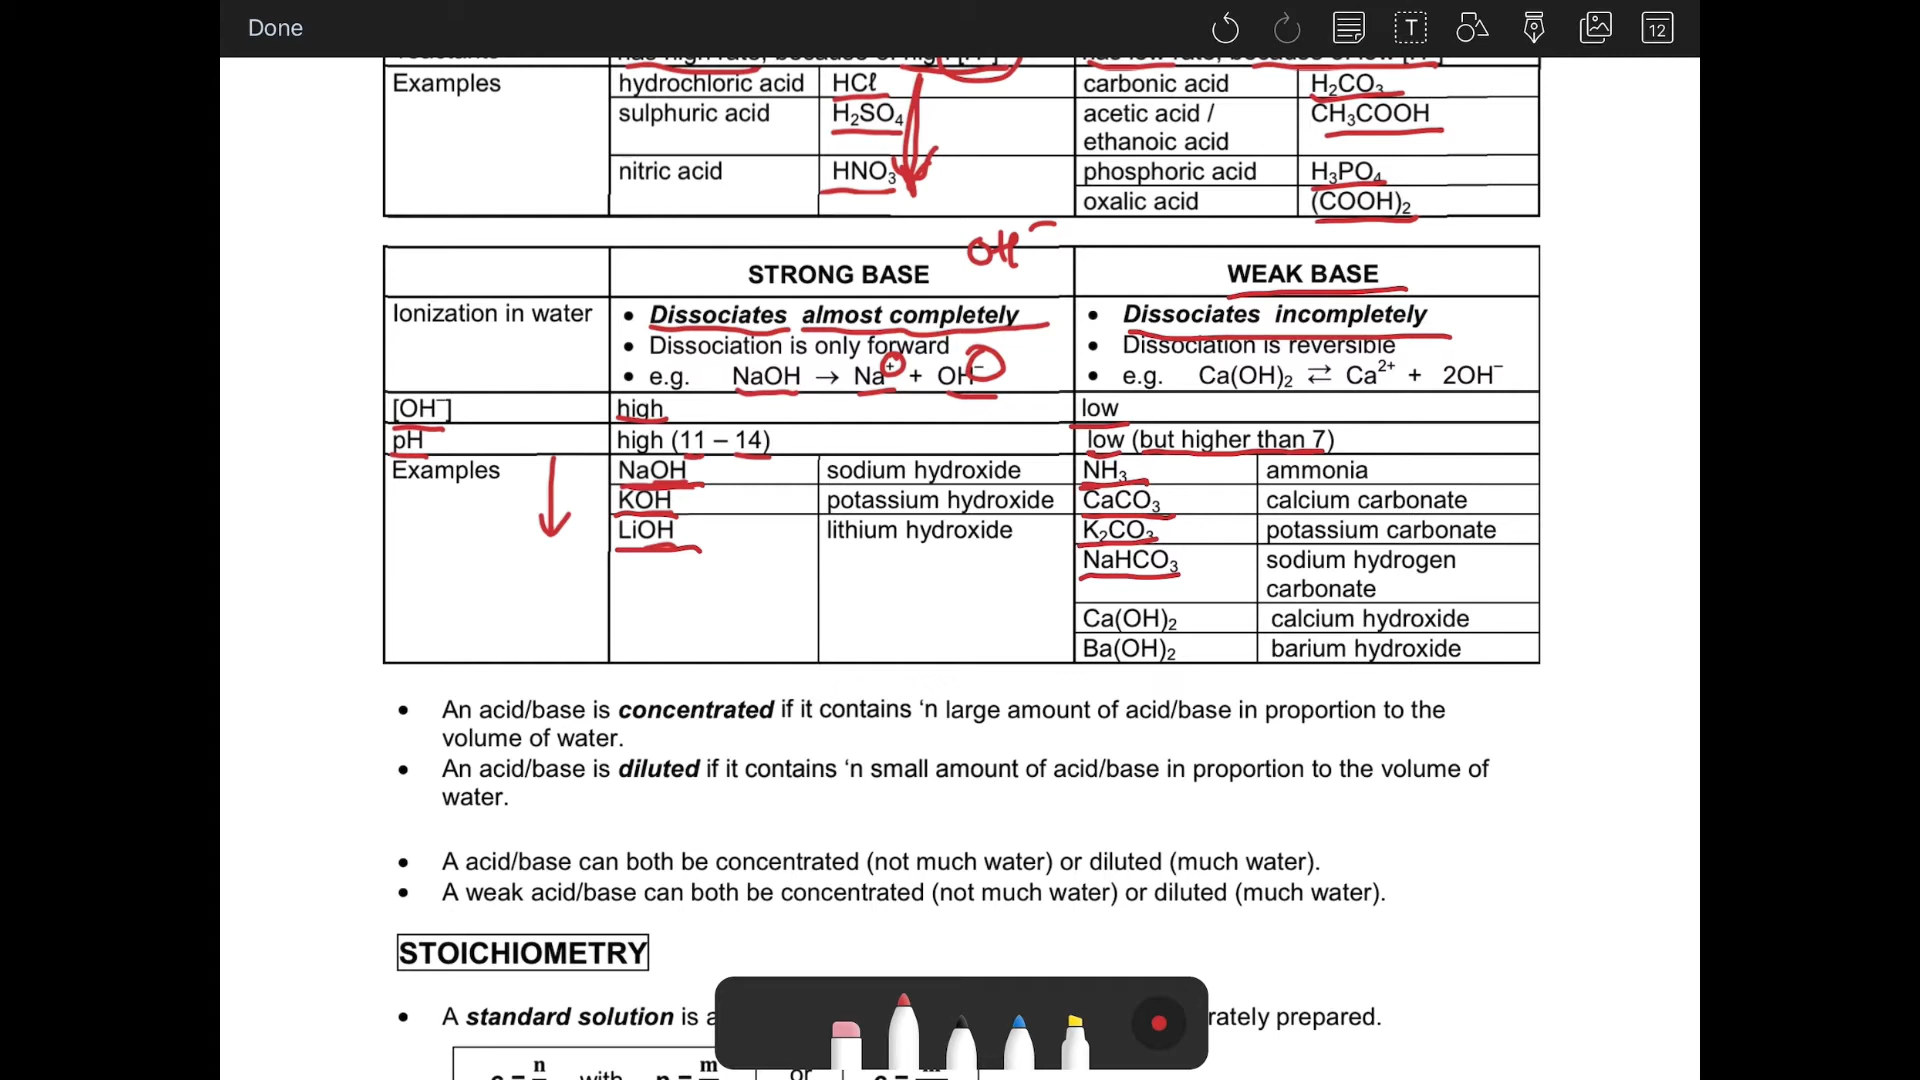 Done
T
12
Examples
hydrochloric acid HCℓ carbonic acid H₂CO₃
sulphuric acid H₂SO₄ acetic acid / CH₃COOH
ethanoic acid
nitric acid HNO₃ phosphoric acid H₃PO₄
oxalic acid (COOH)₂
OH⁻
STRONG BASE WEAK BASE
Ionization in water • Dissociates almost completely • Dissociates incompletely
• Dissociation is only forward • Dissociation is reversible
• e.g. NaOH → Na⁺ + OH⁻ • e.g. Ca(OH)₂ ⇄ Ca²⁺ + 2OH⁻
[OH⁻] high low
pH high (11 – 14) low (but higher than 7)
Examples NaOH sodium hydroxide NH₃ ammonia
KOH potassium hydroxide CaCO₃ calcium carbonate
LiOH lithium hydroxide K₂CO₃ potassium carbonate
NaHCO₃ sodium hydrogen
carbonate
Ca(OH)₂ calcium hydroxide
Ba(OH)₂ barium hydroxide
• An acid/base is concentrated if it contains ‘n large amount of acid/base in proportion to the
volume of water.
• An acid/base is diluted if it contains ‘n small amount of acid/base in proportion to the volume of
water.
• A acid/base can both be concentrated (not much water) or diluted (much water).
• A weak acid/base can both be concentrated (not much water) or diluted (much water).
STOICHIOMETRY
• A standard solution is a rately prepared.
n m
with or